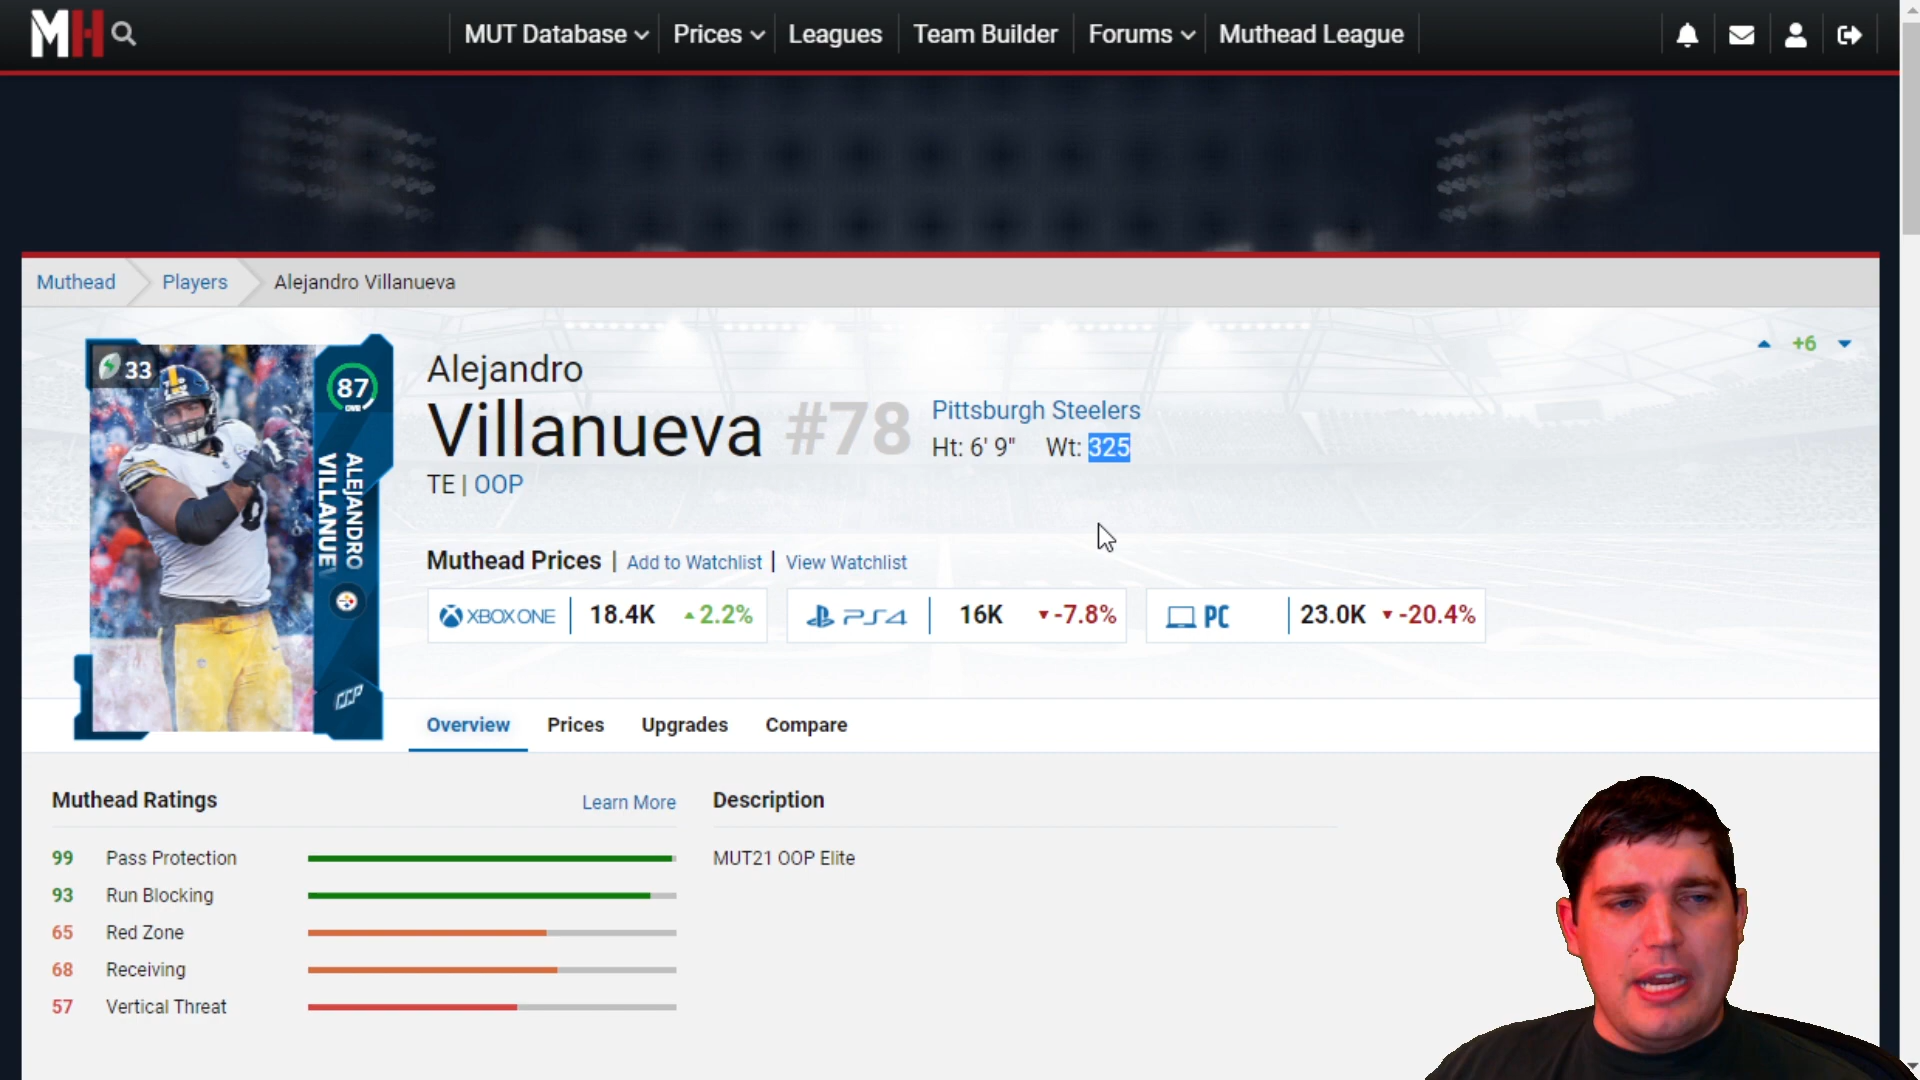 MH
MUT Database
Prices
Leagues
Team Builder
Forums
Muthead League
Muthead
Players
Alejandro Villanueva
33
87
OVR
ALEJANDRO
VILLANUE
Alejandro
Villanueva #78
Pittsburgh Steelers
Ht: 6' 9" Wt: 325
TE | OOP
+6
Muthead Prices | Add to Watchlist | View Watchlist
XBOX ONE 18.4K 2.2%
PS4 16K -7.8%
PC 23.0K -20.4%
Overview
Prices
Upgrades
Compare
Muthead Ratings
Learn More
99 Pass Protection
93 Run Blocking
65 Red Zone
68 Receiving
57 Vertical Threat
Description
MUT21 OOP Elite